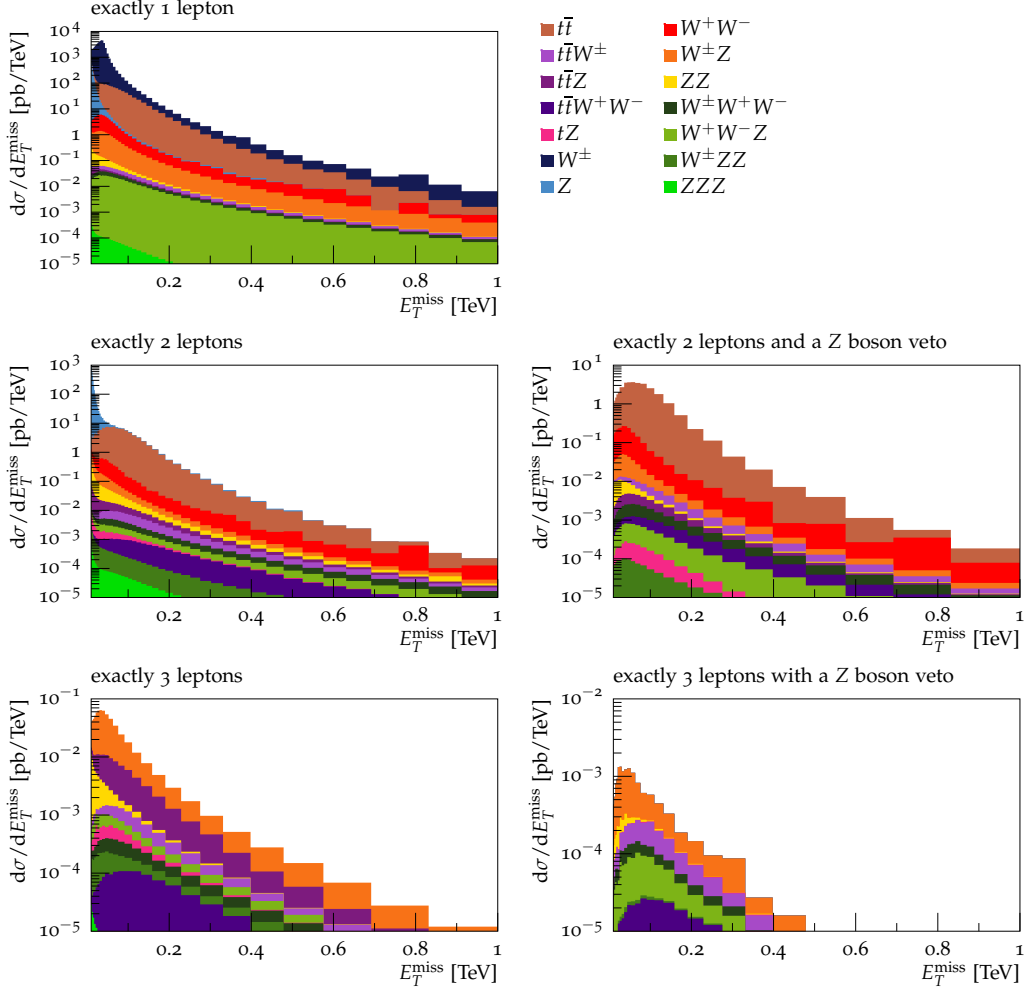 exactly 1 lepton
dσ/dE_T^miss [pb/TeV]
10^4
10^3
10^2
10^1
1
10^−1
10^−2
10^−3
10^−4
10^−5
0.2 0.4 0.6 0.8 1
E_T^miss [TeV]
tt̄ W⁺W⁻
tt̄W^± W^±Z
tt̄Z ZZ
tt̄W⁺W⁻ W^±W⁺W⁻
tZ W⁺W⁻Z
W^± W^±ZZ
Z ZZZ
exactly 2 leptons
dσ/dE_T^miss [pb/TeV]
10^3
10^2
10^1
1
10^−1
10^−2
10^−3
10^−4
10^−5
0.2 0.4 0.6 0.8 1
E_T^miss [TeV]
exactly 2 leptons and a Z boson veto
dσ/dE_T^miss [pb/TeV]
10^1
1
10^−1
10^−2
10^−3
10^−4
10^−5
0.2 0.4 0.6 0.8 1
E_T^miss [TeV]
exactly 3 leptons
dσ/dE_T^miss [pb/TeV]
10^−1
10^−2
10^−3
10^−4
10^−5
0.2 0.4 0.6 0.8 1
E_T^miss [TeV]
exactly 3 leptons with a Z boson veto
dσ/dE_T^miss [pb/TeV]
10^−2
10^−3
10^−4
10^−5
0.2 0.4 0.6 0.8 1
E_T^miss [TeV]